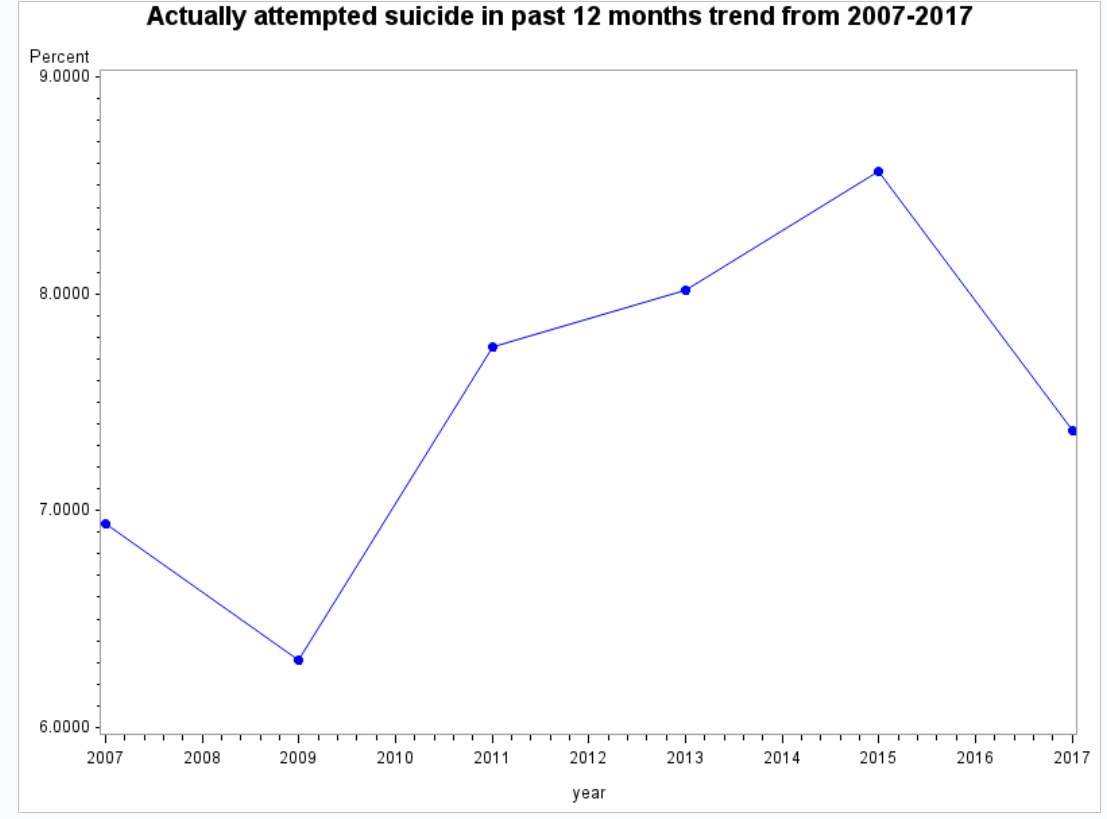 Actually attempted suicide in past 12 months trend from 2007-2017
Percent
9.0000
8.0000
7.0000
6.0000
2007 2008 2009 2010 2011 2012 2013 2014 2015 2016 2017
year